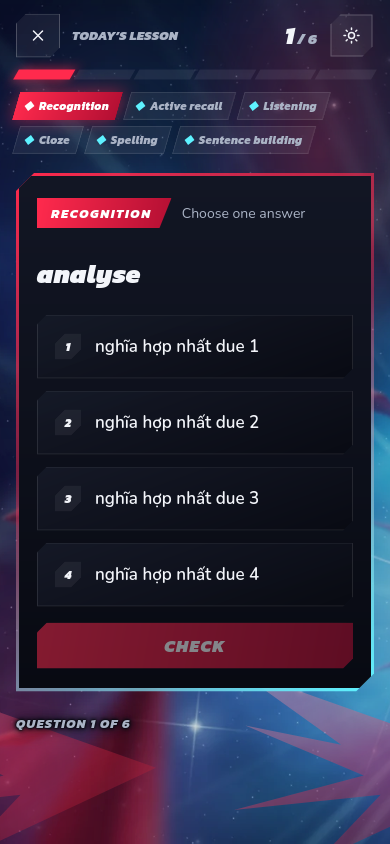 TODAY'S LESSON
1 / 6
Recognition
Active recall
Listening
Cloze
Spelling
Sentence building
RECOGNITION
Choose one answer
analyse
1 nghĩa hợp nhất due 1
2 nghĩa hợp nhất due 2
3 nghĩa hợp nhất due 3
4 nghĩa hợp nhất due 4
CHECK
QUESTION 1 OF 6